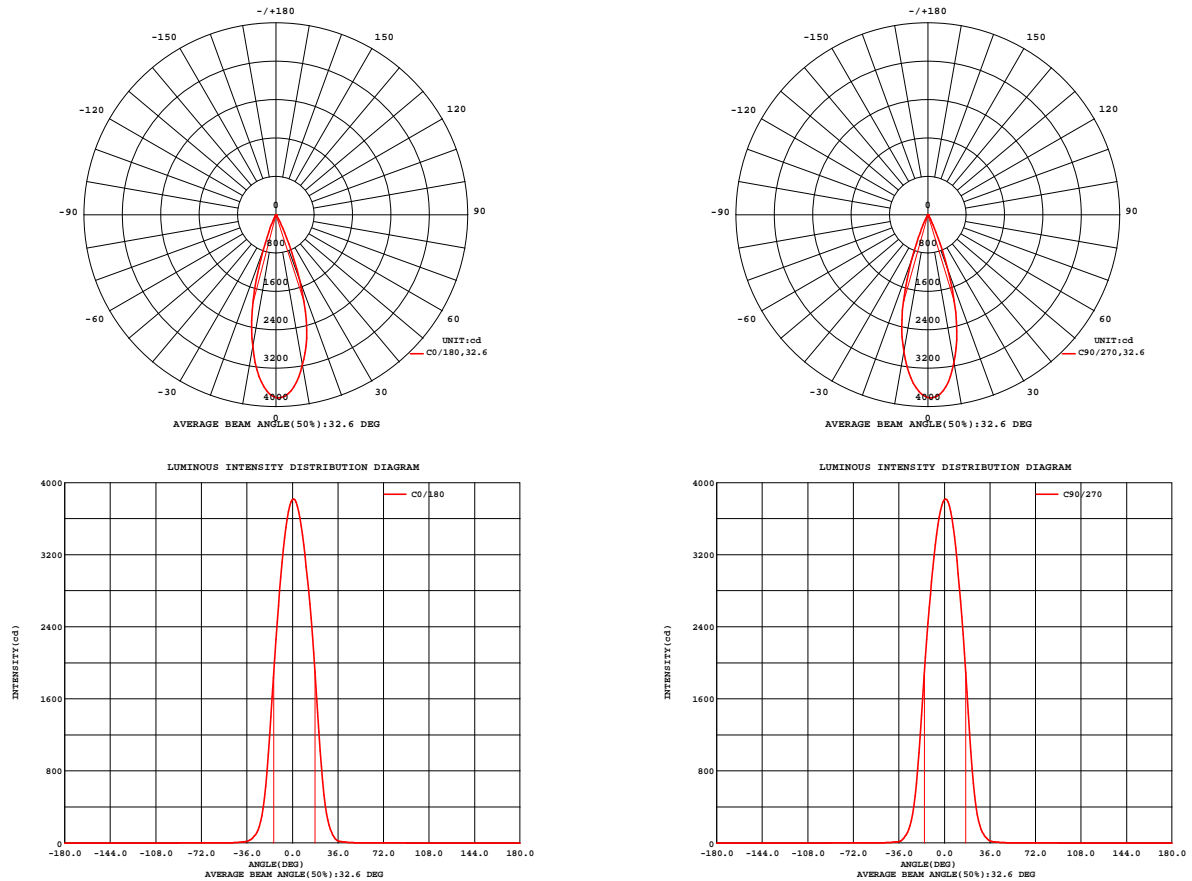 -/+180
-150 150
-120 120
-90 0 90
800
1600
-60 2400 60
UNIT:cd
C0/180,32.6
3200
-30 30
4000
0
AVERAGE BEAM ANGLE(50%):32.6 DEG
-/+180
-150 150
-120 120
-90 0 90
800
1600
-60 2400 60
UNIT:cd
C90/270,32.6
3200
-30 30
4000
0
AVERAGE BEAM ANGLE(50%):32.6 DEG
LUMINOUS INTENSITY DISTRIBUTION DIAGRAM
C0/180
INTENSITY(cd)
4000
3200
2400
1600
800
0
-180.0 -144.0 -108.0 -72.0 -36.0 0.0 36.0 72.0 108.0 144.0 180.0
ANGLE(DEG)
AVERAGE BEAM ANGLE(50%):32.6 DEG
LUMINOUS INTENSITY DISTRIBUTION DIAGRAM
C90/270
INTENSITY(cd)
4000
3200
2400
1600
800
0
-180.0 -144.0 -108.0 -72.0 -36.0 0.0 36.0 72.0 108.0 144.0 180.0
ANGLE(DEG)
AVERAGE BEAM ANGLE(50%):32.6 DEG